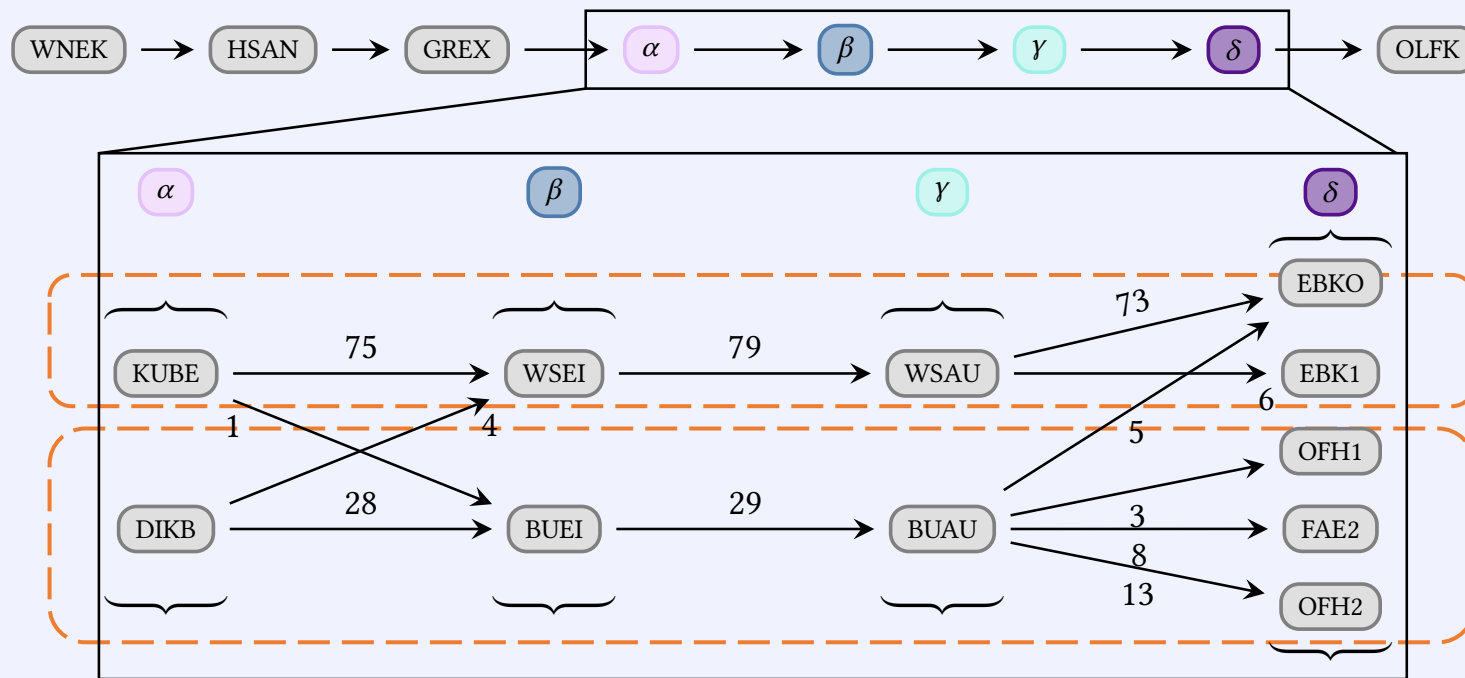 WNEK HSAN GREX α β γ δ OLFK
α β γ δ
EBKO
73
75 79
KUBE WSEI WSAU EBK1
6
1 4 5
OFH1
28 29
DIKB BUEI BUAU FAE2
3
8
13
OFH2